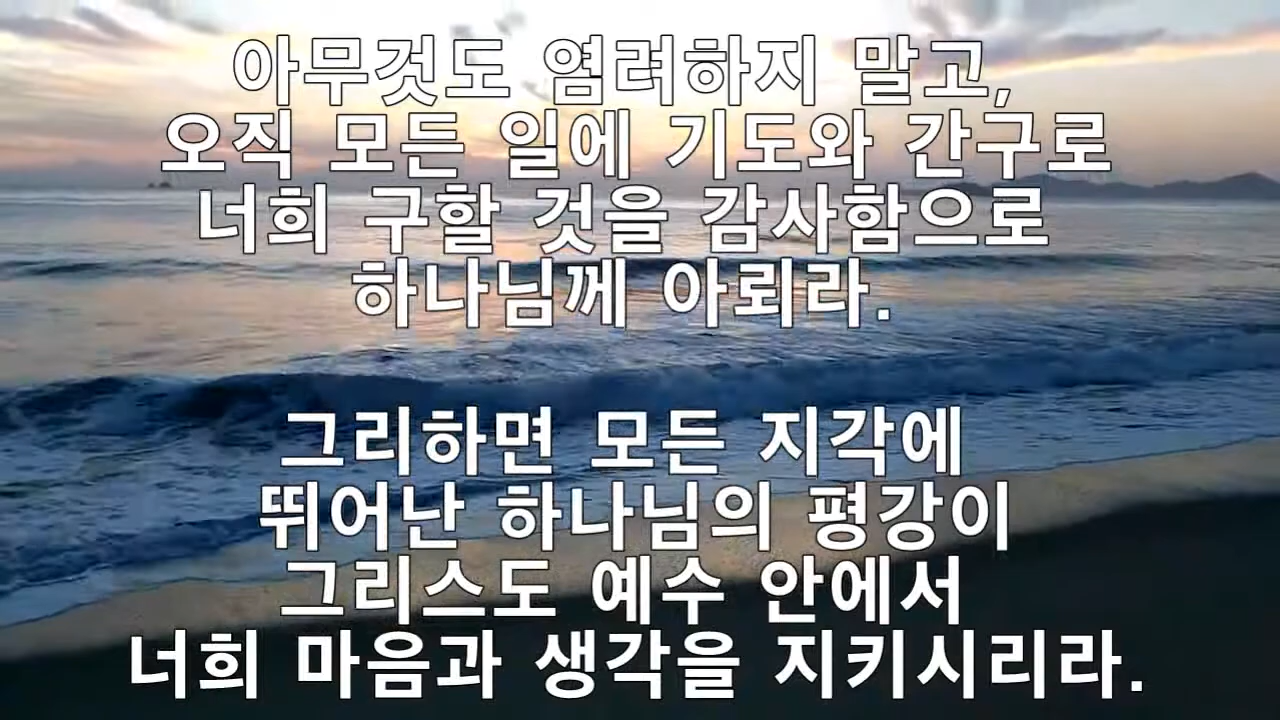 아무것도 염려하지 말고,
오직 모든 일에 기도와 간구로
너희 구할 것을 감사함으로
하나님께 아뢰라.
그리하면 모든 지각에
뛰어난 하나님의 평강이
그리스도 예수 안에서
너희 마음과 생각을 지키시리라.